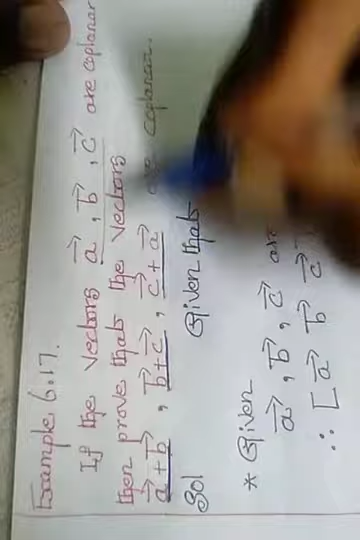 Example 6.17.
If the vectors a⃗, b⃗, c⃗ are coplanar
then prove that the vectors
a⃗+b⃗, b⃗+c⃗, c⃗+a⃗ are coplanar.
Sol Given that
* Given
a⃗, b⃗, c⃗ are
∴ [a⃗ b⃗ c⃗